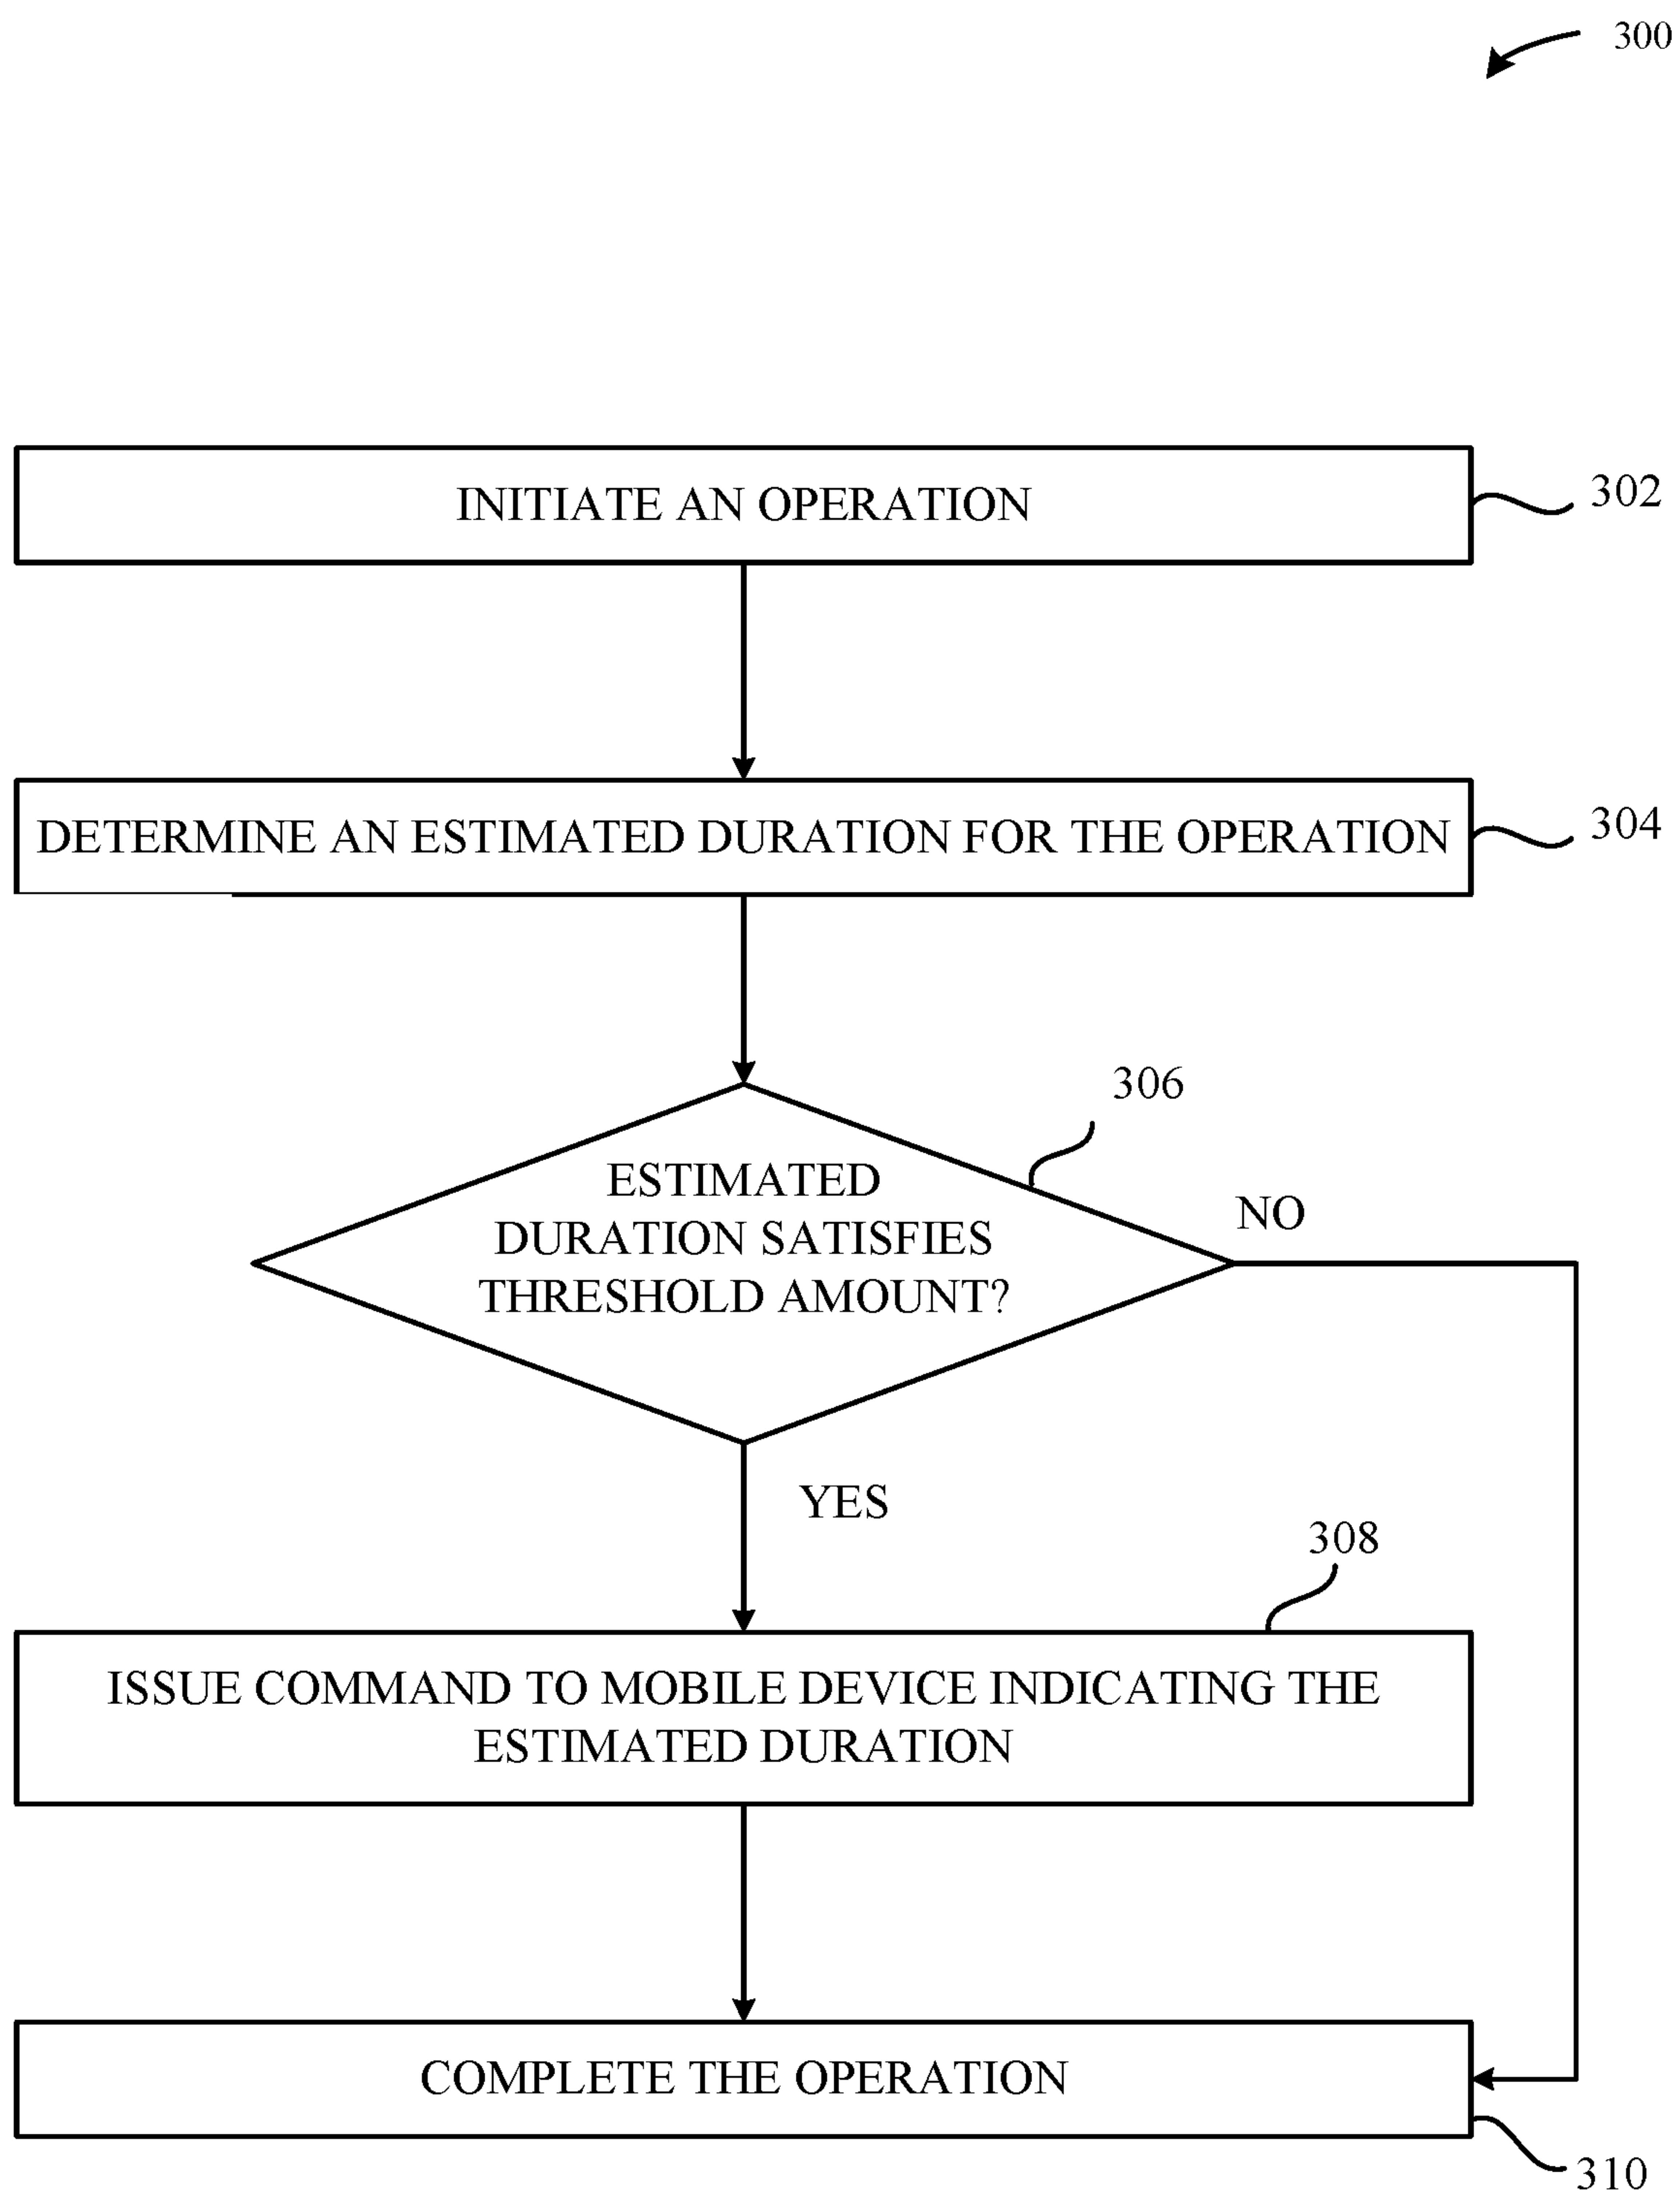 300
INITIATE AN OPERATION
302
DETERMINE AN ESTIMATED DURATION FOR THE OPERATION
304
306
ESTIMATED
DURATION SATISFIES
THRESHOLD AMOUNT?
NO
YES
308
ISSUE COMMAND TO MOBILE DEVICE INDICATING THE
ESTIMATED DURATION
COMPLETE THE OPERATION
310